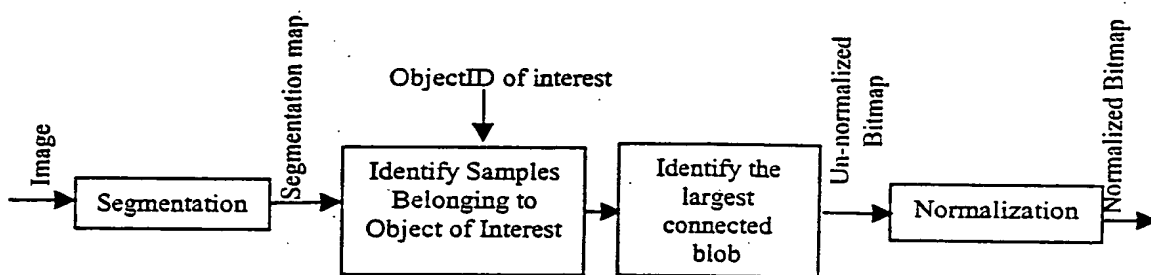 Image
Segmentation
Segmentation map
ObjectID of interest
Identify Samples
Belonging to
Object of Interest
Identify the
largest
connected
blob
Un-normalized
Bitmap
Normalization
Normalized Bitmap